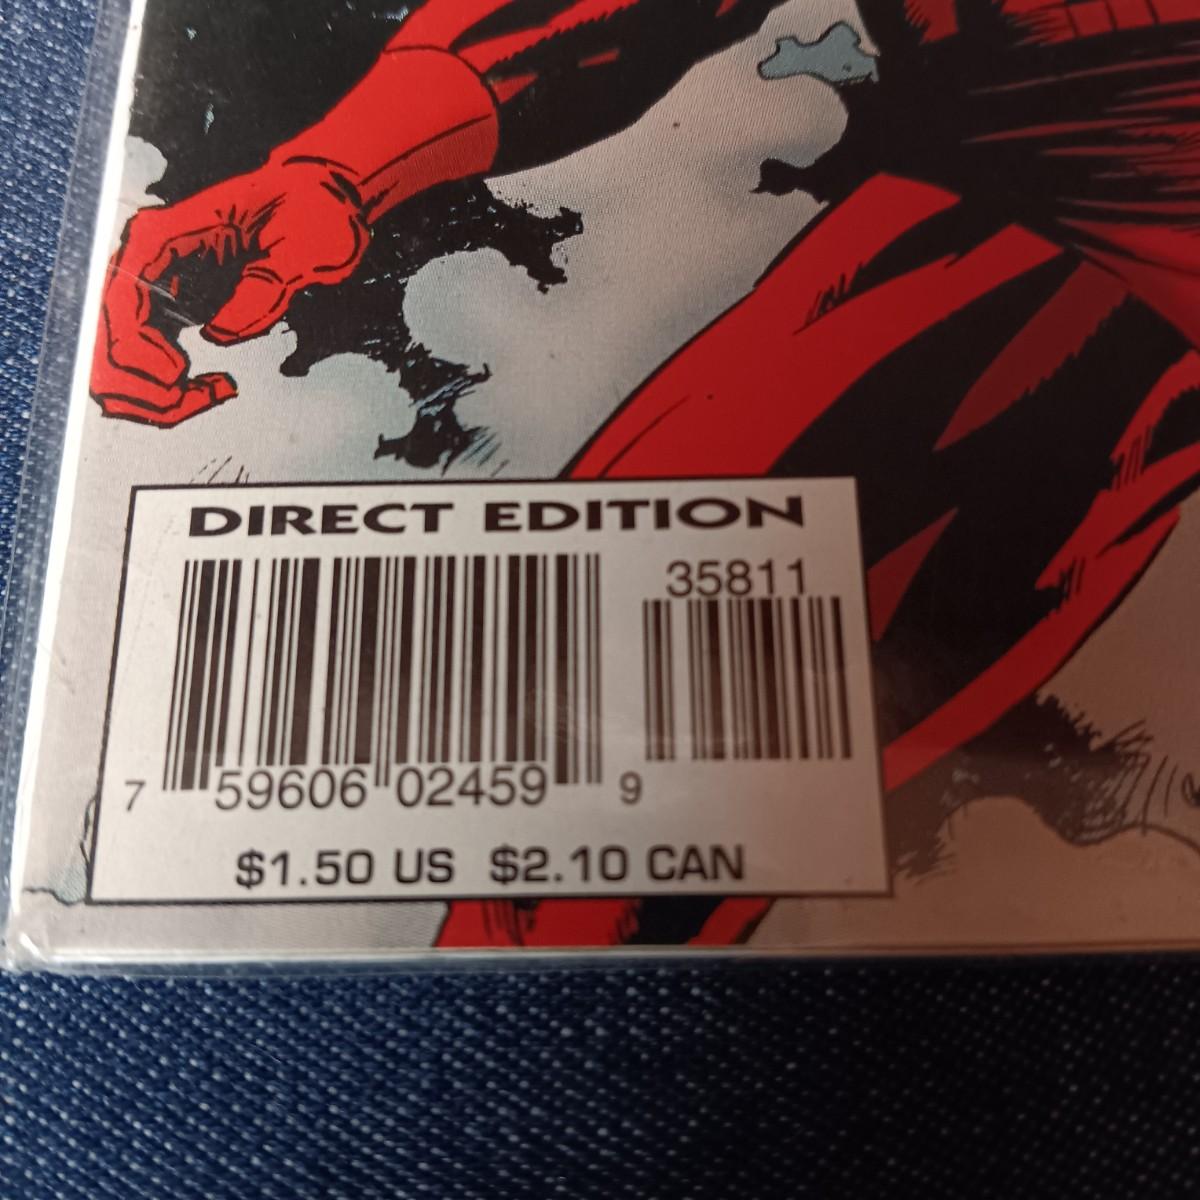 DIRECT EDITION
35811
7 59606 02459 9
$1.50 US $2.10 CAN